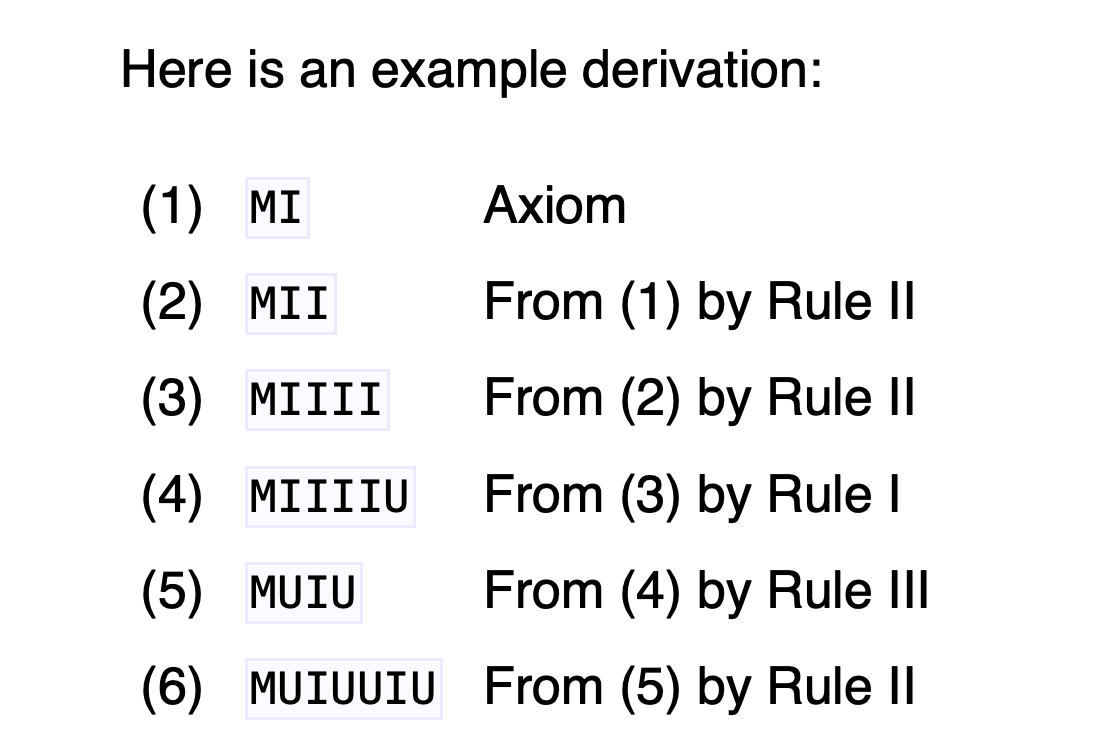 Here is an example derivation:
(1) MI Axiom
(2) MII From (1) by Rule II
(3) MIIII From (2) by Rule II
(4) MIIIIU From (3) by Rule I
(5) MUIU From (4) by Rule III
(6) MUIUUIU From (5) by Rule II